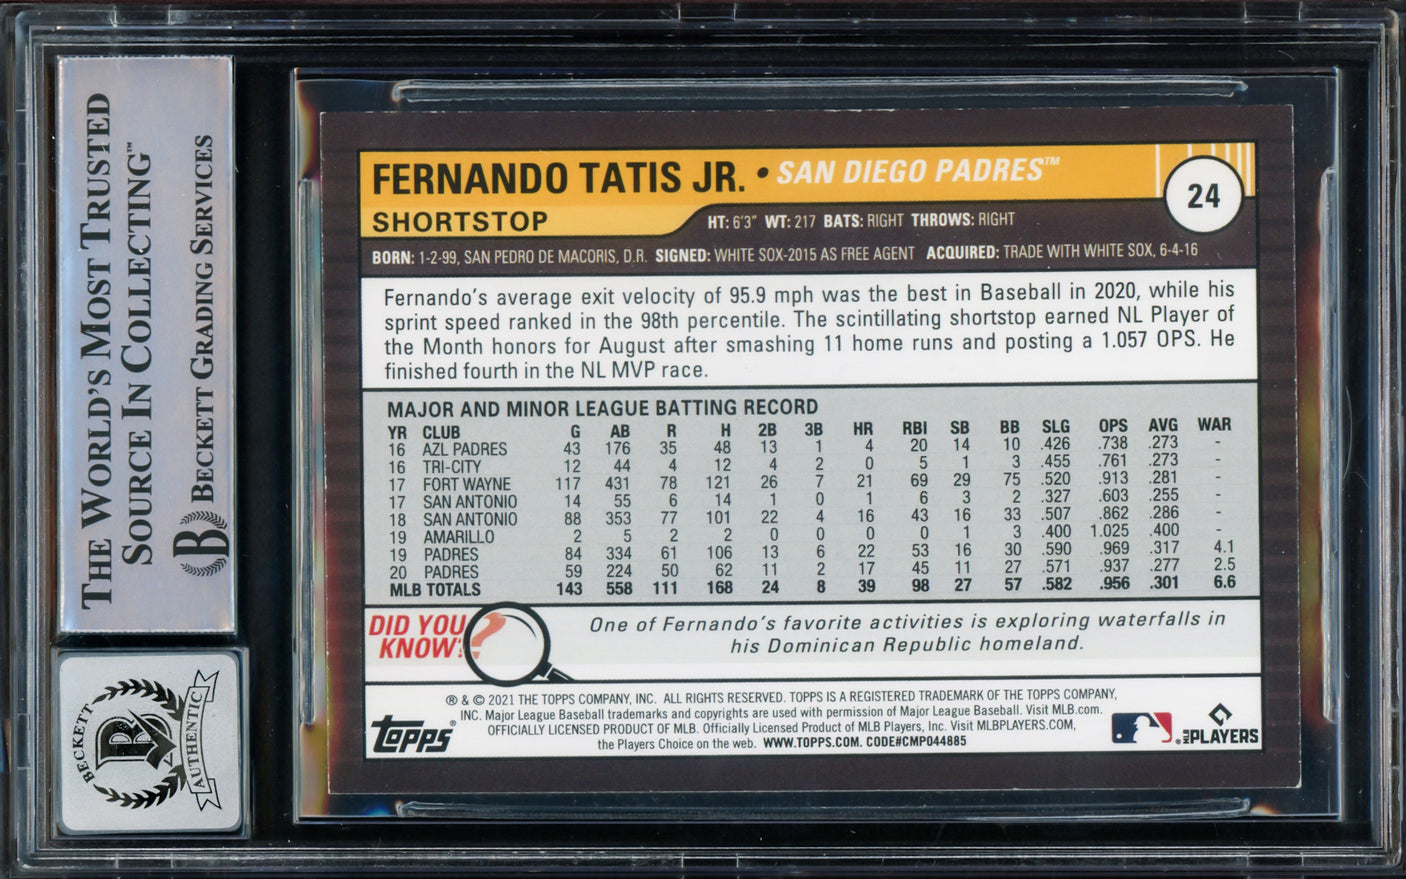 THE WORLD'S MOST TRUSTED
SOURCE IN COLLECTING™
BECKETT GRADING SERVICES
BECKETT
AUTHENTIC
FERNANDO TATIS JR. • SAN DIEGO PADRES™
24
SHORTSTOP
HT: 6'3" WT: 217 BATS: RIGHT THROWS: RIGHT
BORN: 1-2-99, SAN PEDRO DE MACORIS, D.R. SIGNED: WHITE SOX-2015 AS FREE AGENT ACQUIRED: TRADE WITH WHITE SOX, 6-4-16
Fernando's average exit velocity of 95.9 mph was the best in Baseball in 2020, while his
sprint speed ranked in the 98th percentile. The scintillating shortstop earned NL Player of
the Month honors for August after smashing 11 home runs and posting a 1.057 OPS. He
finished fourth in the NL MVP race.
MAJOR AND MINOR LEAGUE BATTING RECORD
YR CLUB G AB R H 2B 3B HR RBI SB BB SLG OPS AVG WAR
16 AZL PADRES 43 176 35 48 13 1 4 20 14 10 .426 .738 .273 -
16 TRI-CITY 12 44 4 12 4 2 0 5 1 3 .455 .761 .273 -
17 FORT WAYNE 117 431 78 121 26 7 21 69 29 75 .520 .913 .281 -
17 SAN ANTONIO 14 55 6 14 1 0 1 6 3 2 .327 .603 .255 -
18 SAN ANTONIO 88 353 77 101 22 4 16 43 16 33 .507 .862 .286 -
19 AMARILLO 2 5 2 2 0 0 0 0 1 3 .400 1.025 .400 -
19 PADRES 84 334 61 106 13 6 22 53 16 30 .590 .969 .317 4.1
20 PADRES 59 224 50 62 11 2 17 45 11 27 .571 .937 .277 2.5
MLB TOTALS 143 558 111 168 24 8 39 98 27 57 .582 .956 .301 6.6
DID YOU
KNOW?
One of Fernando's favorite activities is exploring waterfalls in
his Dominican Republic homeland.
® & © 2021 THE TOPPS COMPANY, INC. ALL RIGHTS RESERVED. TOPPS IS A REGISTERED TRADEMARK OF THE TOPPS COMPANY,
INC. Major League Baseball trademarks and copyrights are used with permission of Major League Baseball. Visit MLB.com.
OFFICIALLY LICENSED PRODUCT OF MLB. Officially Licensed Product of MLB Players, Inc. Visit MLBPLAYERS.COM,
the Players Choice on the web. WWW.TOPPS.COM. CODE#CMP044885
Topps®
MLB PLAYERS